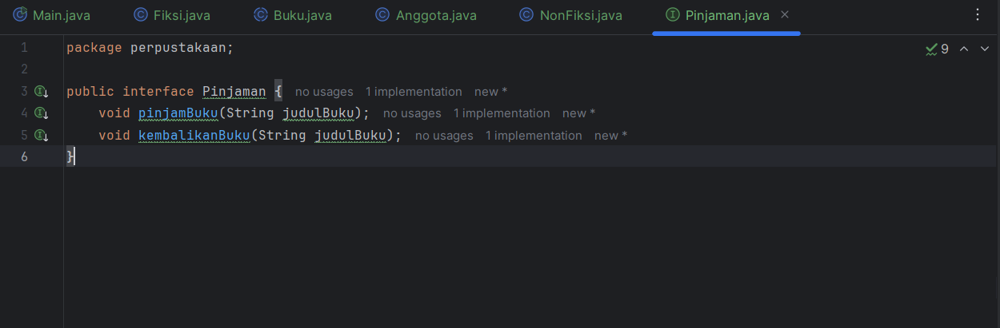 Main.java Fiksi.java Buku.java Anggota.java NonFiksi.java Pinjaman.java
1 package perpustakaan; 9
2
3 public interface Pinjaman { no usages 1 implementation new *
4 void pinjamBuku(String judulBuku); no usages 1 implementation new *
5 void kembalikanBuku(String judulBuku); no usages 1 implementation new *
6 }